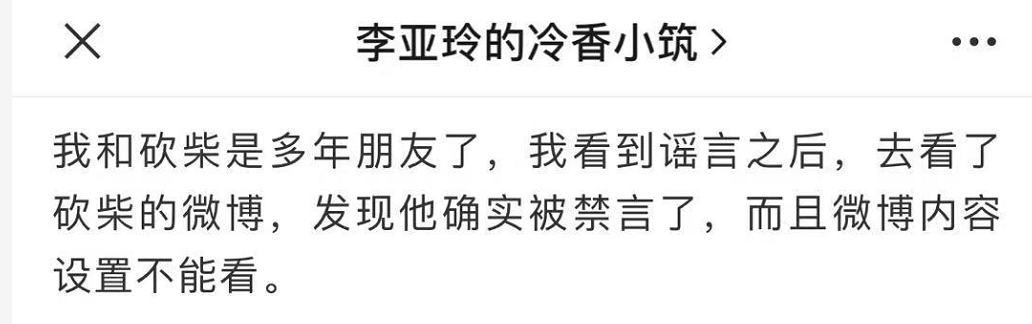 李亚玲的冷香小筑
我和砍柴是多年朋友了，我看到谣言之后，去看了
砍柴的微博，发现他确实被禁言了，而且微博内容
设置不能看。